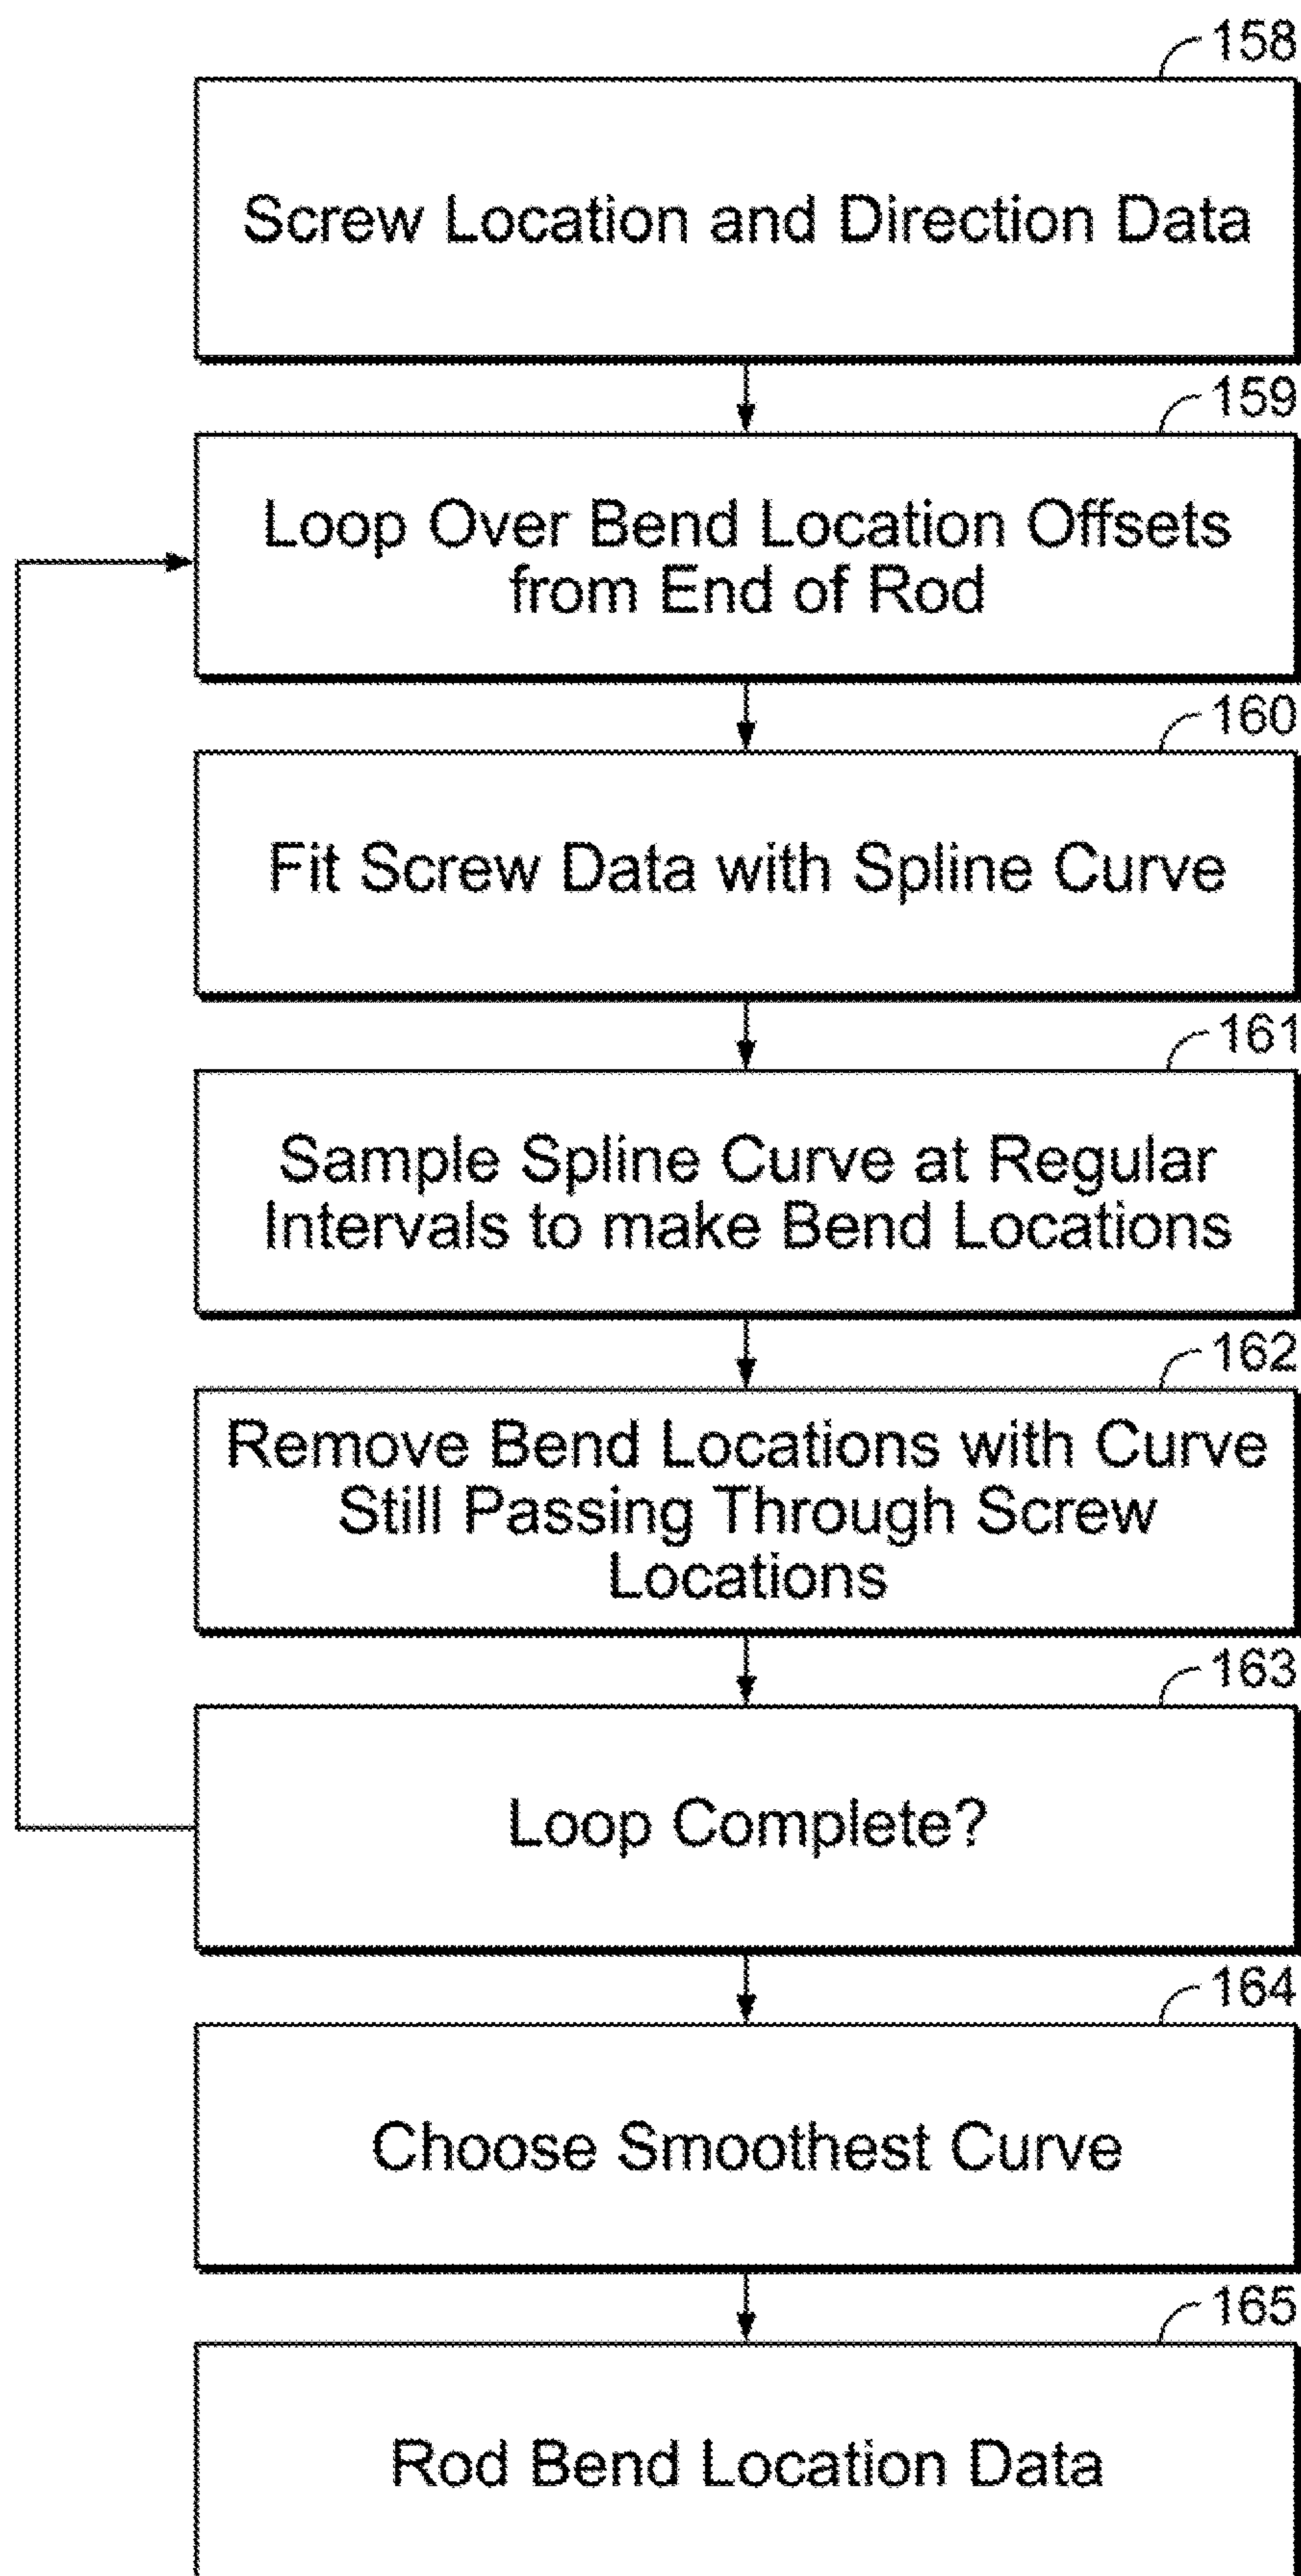 158
Screw Location and Direction Data
159
Loop Over Bend Location Offsets
from End of Rod
160
Fit Screw Data with Spline Curve
161
Sample Spline Curve at Regular
Intervals to make Bend Locations
162
Remove Bend Locations with Curve
Still Passing Through Screw
Locations
163
Loop Complete?
164
Choose Smoothest Curve
165
Rod Bend Location Data